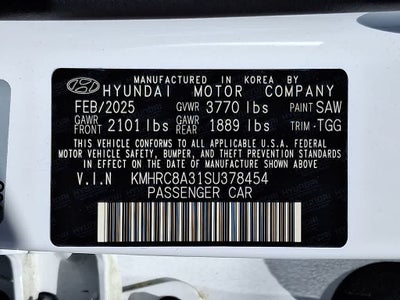 MANUFACTURED IN KOREA BY
HYUNDAI MOTOR COMPANY
FEB/2025 GVWR 3770 lbs PAINT SAW
GAWR FRONT 2101 lbs GAWR REAR 1889 lbs TRIM·TGG
THIS VEHICLE CONFORMS TO ALL APPLICABLE U.S.A. FEDERAL
MOTOR VEHICLE SAFETY, BUMPER, AND THEFT PREVENTION STANDARDS
IN EFFECT ON THE DATE OF MANUFACTURE SHOWN ABOVE.
V.I.N KMHRC8A31SU378454
PASSENGER CAR